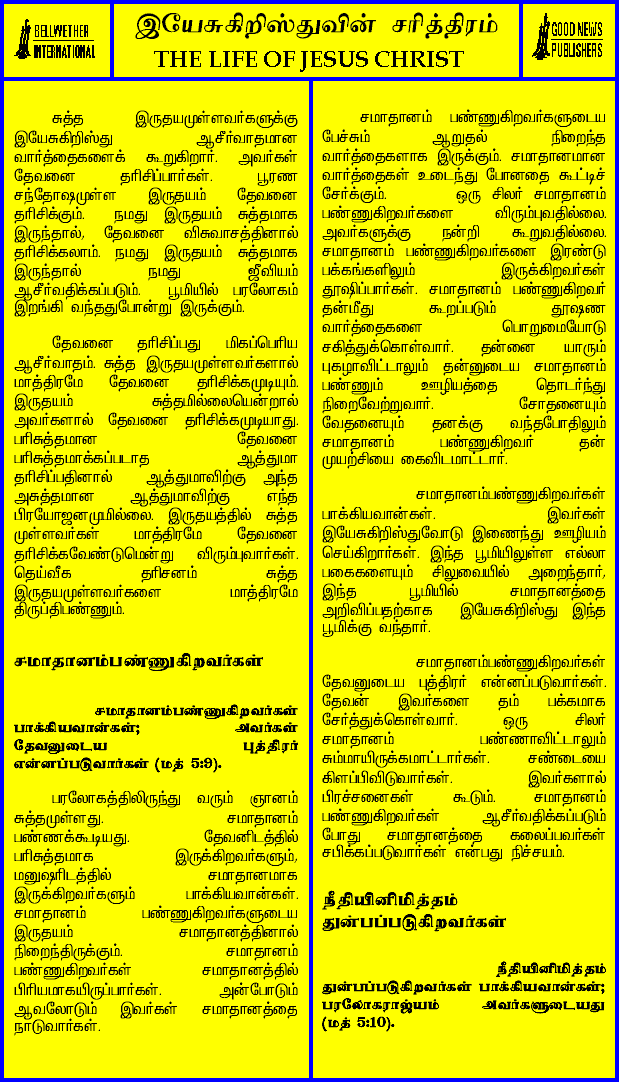 BELLWETHER
INTERNATIONAL
இயேசுகிறிஸ்துவின் சரித்திரம்
THE LIFE OF JESUS CHRIST
GOOD NEWS
PUBLISHERS
சுத்த இருதயமுள்ளவர்களுக்கு
இயேசுகிறிஸ்து ஆசீர்வாதமான
வார்த்தைகளைக் கூறுகிறார். அவர்கள்
தேவனை தரிசிப்பார்கள். பூரண
சந்தோஷமுள்ள இருதயம் தேவனை
தரிசிக்கும். நமது இருதயம் சுத்தமாக
இருந்தால், தேவனை விசுவாசத்தினால்
தரிசிக்கலாம். நமது இருதயம் சுத்தமாக
இருந்தால் நமது ஜீவியம்
ஆசீர்வதிக்கப்படும். பூமியில் பரலோகம்
இறங்கி வந்ததுபோன்று இருக்கும்.
தேவனை தரிசிப்பது மிகப்பெரிய
ஆசீர்வாதம். சுத்த இருதயமுள்ளவர்களால்
மாத்திரமே தேவனை தரிசிக்கமுடியும்.
இருதயம் சுத்தமில்லையென்றால்
அவர்களால் தேவனை தரிசிக்கமுடியாது.
பரிசுத்தமான தேவனை
பரிசுத்தமாக்கப்படாத ஆத்துமா
தரிசிப்பதினால் ஆத்துமாவிற்கு அந்த
அசுத்தமான ஆத்துமாவிற்கு எந்த
பிரயோஜனமுமில்லை. இருதயத்தில் சுத்த
முள்ளவர்கள் மாத்திரமே தேவனை
தரிசிக்கவேண்டுமென்று விரும்புவார்கள்.
தெய்வீக தரிசனம் சுத்த
இருதயமுள்ளவர்களை மாத்திரமே
திருப்திபண்ணும்.
சமாதானம்பண்ணுகிறவர்கள்
சமாதானம்பண்ணுகிறவர்கள்
பாக்கியவான்கள்; அவர்கள்
தேவனுடைய புத்திரர்
என்னப்படுவார்கள் (மத் 5:9).
பரலோகத்திலிருந்து வரும் ஞானம்
சுத்தமுள்ளது. சமாதானம்
பண்ணக்கூடியது. தேவனிடத்தில்
பரிசுத்தமாக இருக்கிறவர்களும்,
மனுஷரிடத்தில் சமாதானமாக
இருக்கிறவர்களும் பாக்கியவான்கள்.
சமாதானம் பண்ணுகிறவர்களுடைய
இருதயம் சமாதானத்தினால்
நிறைந்திருக்கும். சமாதானம்
பண்ணுகிறவர்கள் சமாதானத்தில்
பிரியமாகயிருப்பார்கள். அன்போடும்
ஆவலோடும் இவர்கள் சமாதானத்தை
நாடுவார்கள்.
சமாதானம் பண்ணுகிறவர்களுடைய
பேச்சும் ஆறுதல் நிறைந்த
வார்த்தைகளாக இருக்கும். சமாதானமான
வார்த்தைகள் உடைந்து போனதை கூட்டிச்
சேர்க்கும். ஒரு சிலர் சமாதானம்
பண்ணுகிறவர்களை விரும்புவதில்லை.
அவர்களுக்கு நன்றி கூறுவதில்லை.
சமாதானம் பண்ணுகிறவர்களை இரண்டு
பக்கங்களிலும் இருக்கிறவர்கள்
தூஷிப்பார்கள். சமாதானம் பண்ணுகிறவர்
தன்மீது கூறப்படும் தூஷண
வார்த்தைகளை பொறுமையோடு
சகித்துக்கொள்வார். தன்னை யாரும்
புகழாவிட்டாலும் தன்னுடைய சமாதானம்
பண்ணும் ஊழியத்தை தொடர்ந்து
நிறைவேற்றுவார். சோதனையும்
வேதனையும் தனக்கு வந்தபோதிலும்
சமாதானம் பண்ணுகிறவர் தன்
முயற்சியை கைவிடமாட்டார்.
சமாதானம்பண்ணுகிறவர்கள்
பாக்கியவான்கள். இவர்கள்
இயேசுகிறிஸ்துவோடு இணைந்து ஊழியம்
செய்கிறார்கள். இந்த பூமியிலுள்ள எல்லா
பகைகளையும் சிலுவையில் அறைந்தார்,
இந்த பூமியில் சமாதானத்தை
அறிவிப்பதற்காக இயேசுகிறிஸ்து இந்த
பூமிக்கு வந்தார்.
சமாதானம்பண்ணுகிறவர்கள்
தேவனுடைய புத்திரர் என்னப்படுவார்கள்.
தேவன் இவர்களை தம் பக்கமாக
சேர்த்துக்கொள்வார். ஒரு சிலர்
சமாதானம் பண்ணாவிட்டாலும்
சும்மாயிருக்கமாட்டார்கள். சண்டையை
கிளப்பிவிடுவார்கள். இவர்களால்
பிரச்சனைகள் கூடும். சமாதானம்
பண்ணுகிறவர்கள் ஆசீர்வதிக்கப்படும்
போது சமாதானத்தை கலைப்பவர்கள்
சபிக்கப்படுவார்கள் என்பது நிச்சயம்.
நீதியினிமித்தம்
துன்பப்படுகிறவர்கள்
நீதியினிமித்தம்
துன்பப்படுகிறவர்கள் பாக்கியவான்கள்;
பரலோகராஜ்யம் அவர்களுடையது
(மத் 5:10).